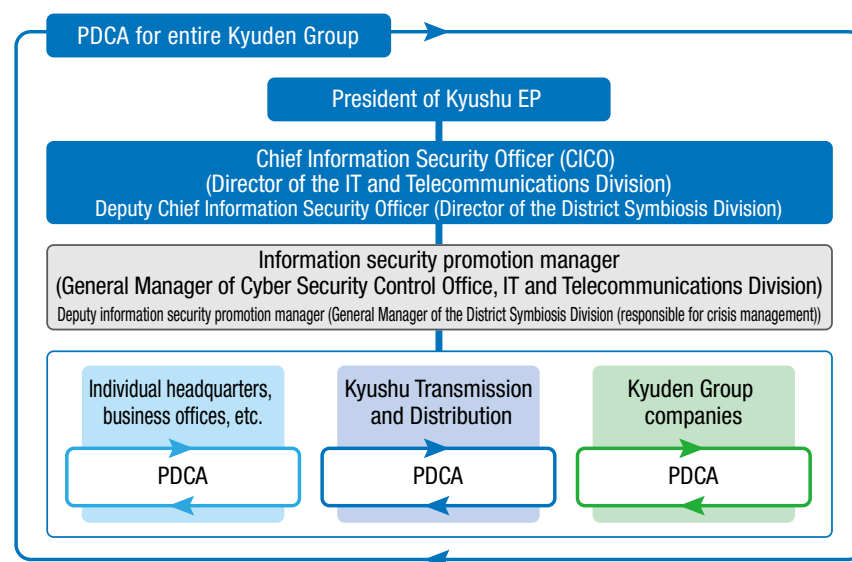 PDCA for entire Kyuden Group
President of Kyushu EP
Chief Information Security Officer (CICO)
(Director of the IT and Telecommunications Division)
Deputy Chief Information Security Officer (Director of the District Symbiosis Division)
Information security promotion manager
(General Manager of Cyber Security Control Office, IT and Telecommunications Division)
Deputy information security promotion manager (General Manager of the District Symbiosis Division (responsible for crisis management))
Individual headquarters,
business offices, etc.
PDCA
Kyushu Transmission
and Distribution
PDCA
Kyuden Group
companies
PDCA